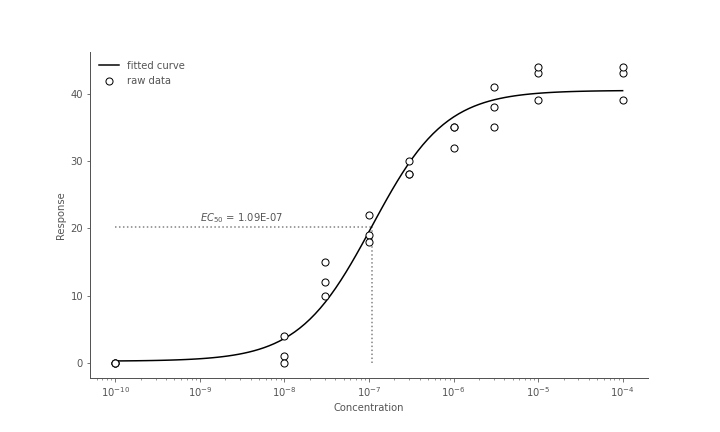 fitted curve
raw data
40
30
20
10
0
Response
EC₅₀ = 1.09E-07
10⁻¹⁰ 10⁻⁹ 10⁻⁸ 10⁻⁷ 10⁻⁶ 10⁻⁵ 10⁻⁴
Concentration